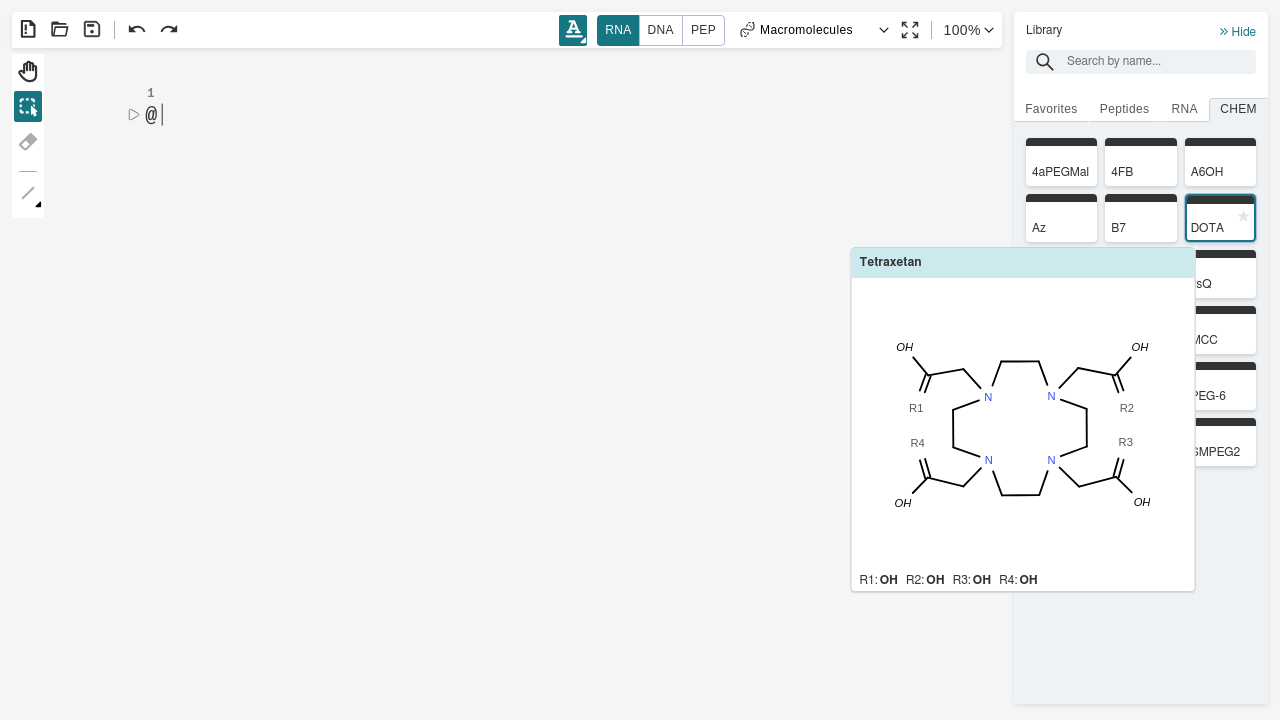 A RNA DNA PEP Macromolecules 100%
Library
Hide
Search by name...
Favorites Peptides RNA CHEM
1
@
4aPEGMal 4FB A6OH
Az B7 DOTA
sQ
MCC
PEG-6
SMPEG2
Tetraxetan
OH OH
N N
R1 R2
R4 R3
N N
OH OH
R1: OH R2: OH R3: OH R4: OH